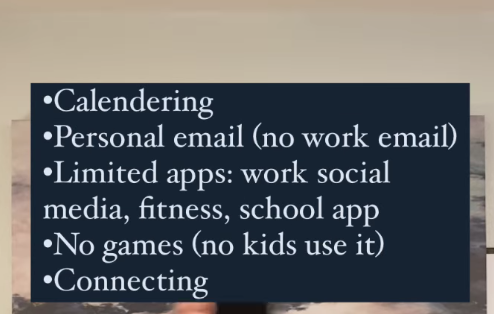 •Calendering
•Personal email (no work email)
•Limited apps: work social
media, fitness, school app
•No games (no kids use it)
•Connecting